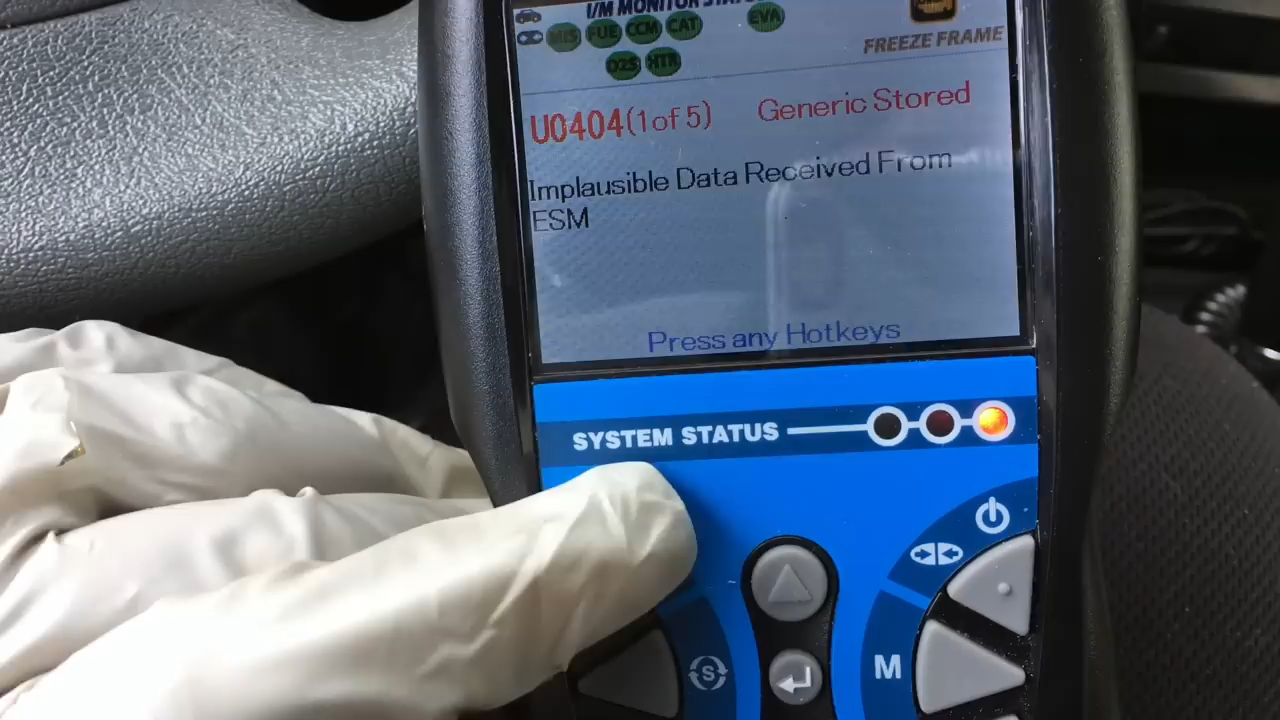 I/M MONITOR STATU
MIS FUE CCM CAT EVA
O2S HTR
FREEZE FRAME
U0404 (1 of 5) Generic Stored
Implausible Data Received From
ESM
Press any Hotkeys
SYSTEM STATUS
S
M